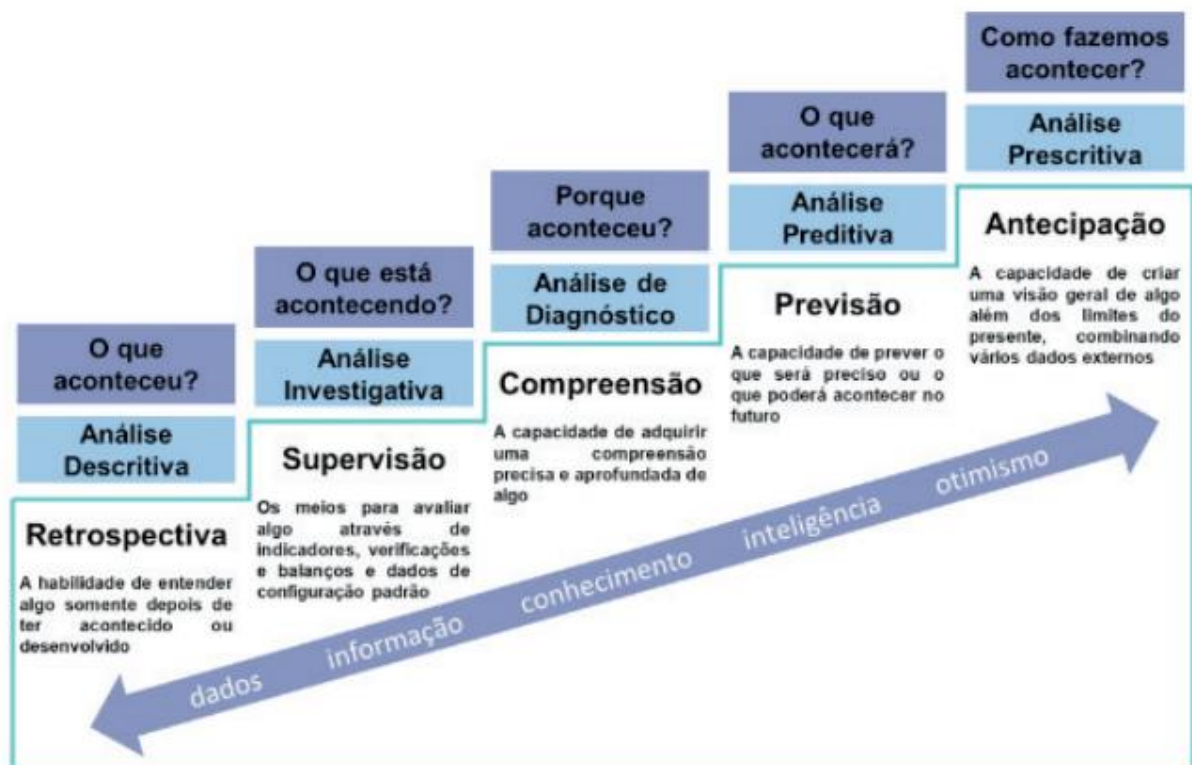 O que
aconteceu?
Análise
Descritiva
Retrospectiva
A habilidade de entender
algo somente depois de
ter acontecido ou
desenvolvido
O que está
acontecendo?
Análise
Investigativa
Supervisão
Os meios para avaliar
algo através de
indicadores, verificações
e balanços e dados de
configuração padrão
Porque
aconteceu?
Análise de
Diagnóstico
Compreensão
A capacidade de adquirir
uma compreensão
precisa e aprofundada de
algo
O que
acontecerá?
Análise
Preditiva
Previsão
A capacidade de prever o
que será preciso ou o
que poderá acontecer no
futuro
Como fazemos
acontecer?
Análise
Prescritiva
Antecipação
A capacidade de criar
uma visão geral de algo
além dos limites do
presente, combinando
vários dados externos
dados informação conhecimento inteligência otimismo